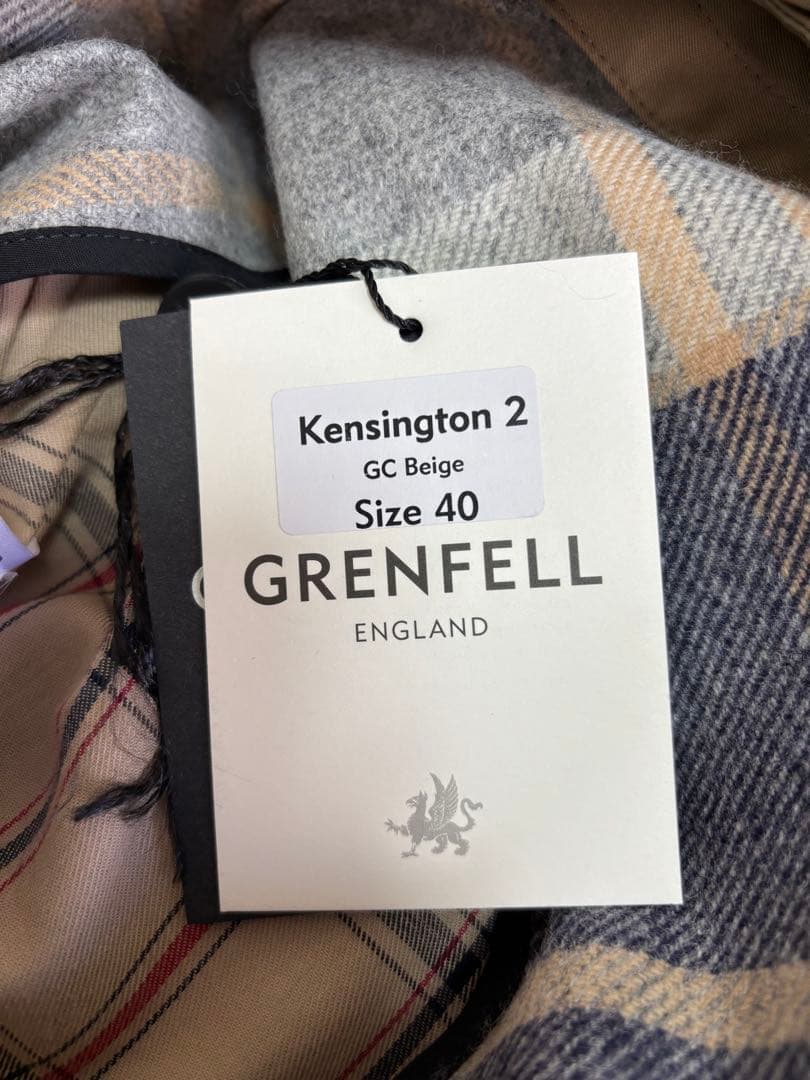 Kensington 2
GC Beige
Size 40
GRENFELL
ENGLAND